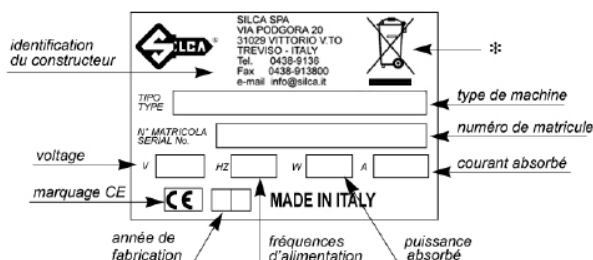 SILCA SPA
VIA PODGORA 20
31029 VITTORIO V.TO
TREVISO - ITALY
Tel. 0438-9136
Fax 0438-913800
e-mail info@silca.it
SILCA
identification
du constructeur
*
TIPO
TYPE
type de machine
N° MATRICOLA
SERIAL No.
numéro de matricule
voltage
V
HZ
W
A
courant absorbé
marquage CE
CE
MADE IN ITALY
année de
fabrication
fréquences
d'alimentation
puissance
absorbé